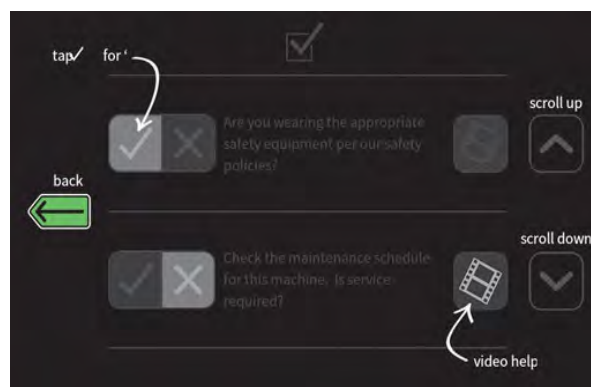 tap✓ for ‘
scroll up
Are you wearing the appropriate
safety equipment per our safety
policies?
back
scroll down
Check the maintenance schedule
for this machine. Is service
required?
video help